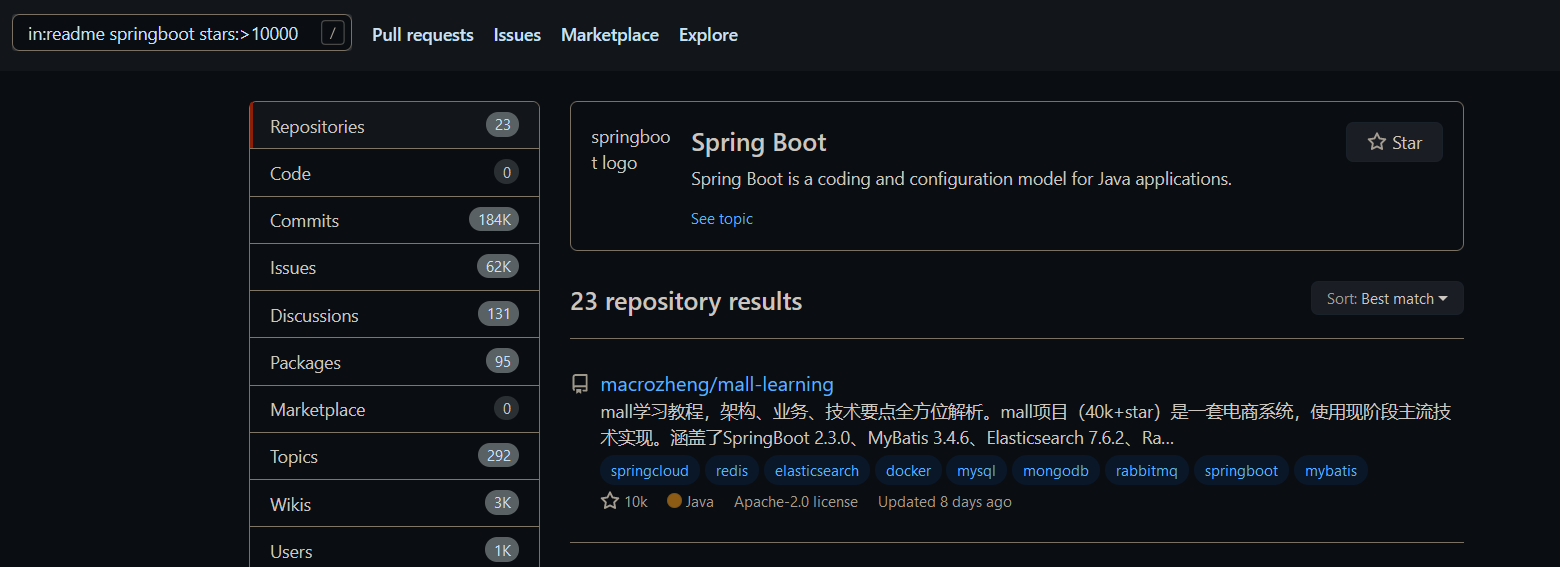 in:readme springboot stars:>10000 /
Pull requests Issues Marketplace Explore
Repositories 23
Code 0
Commits 184K
Issues 62K
Discussions 131
Packages 95
Marketplace 0
Topics 292
Wikis 3K
Users 1K
springboo
t logo
Spring Boot
Star
Spring Boot is a coding and configuration model for Java applications.
See topic
23 repository results
Sort: Best match
macrozheng/mall-learning
mall学习教程，架构、业务、技术要点全方位解析。mall项目（40k+star）是一套电商系统，使用现阶段主流技
术实现。涵盖了SpringBoot 2.3.0、MyBatis 3.4.6、Elasticsearch 7.6.2、Ra...
springcloud redis elasticsearch docker mysql mongodb rabbitmq springboot mybatis
10k Java Apache-2.0 license Updated 8 days ago